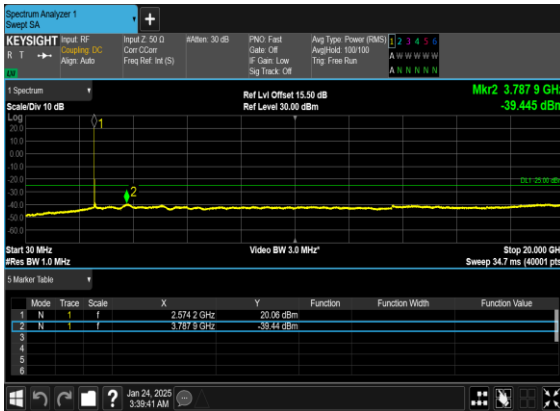 Spectrum Analyzer 1
Swept SA
+
KEYSIGHT
R T
Input: RF
Coupling: DC
Align: Auto
Input Z: 50 Ω
Corr CCorr
Freq Ref: Int (S)
#Atten: 30 dB
PNO: Fast
Gate: Off
IF Gain: Low
Sig Track: Off
Avg Type: Power (RMS)
Avg|Hold: 100/100
Trig: Free Run
1 2 3 4 5 6
A W W W W W
A N N N N N
1 Spectrum
Scale/Div 10 dB
Ref Lvl Offset 15.50 dB
Ref Level 30.00 dBm
Mkr2 3.787 9 GHz
-39.445 dBm
Log
20.0
10.0
0.00
-10.0
-20.0
-30.0
-40.0
-50.0
-60.0
1
2
DL1 -25.00 dBm
Start 30 MHz
#Res BW 1.0 MHz
Video BW 3.0 MHz*
Stop 20.000 GHz
Sweep 34.7 ms (40001 pts)
5 Marker Table
Mode Trace Scale X Y Function Function Width Function Value
1 N 1 f 2.574 2 GHz 20.06 dBm
2 N 1 f 3.787 9 GHz -39.44 dBm
3
4
5
6
?
Jan 24, 2025
3:39:41 AM